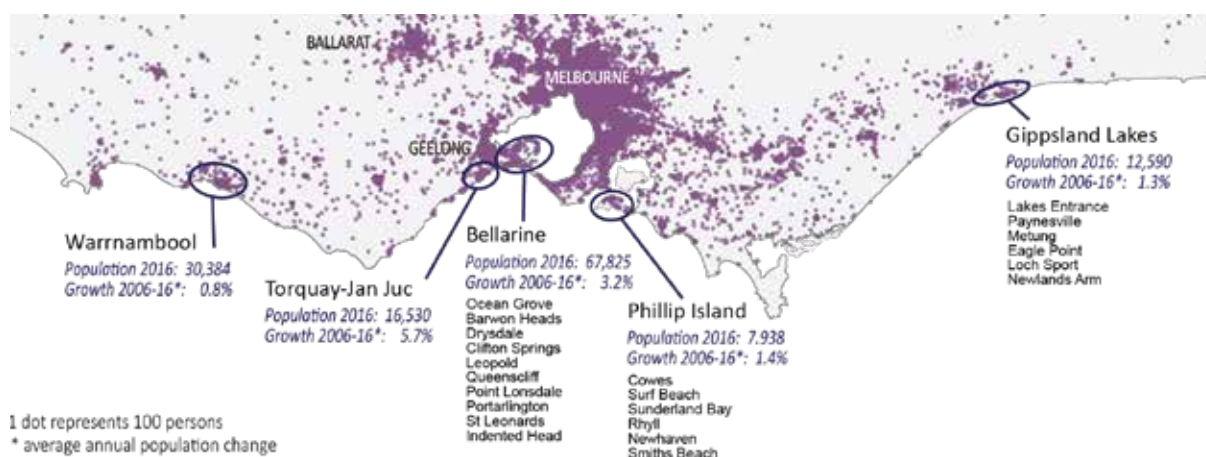 BALLARAT
MELBOURNE
GEELONG
Gippsland Lakes
Population 2016: 12,590
Growth 2006-16*: 1.3%
Lakes Entrance
Paynesville
Metung
Eagle Point
Loch Sport
Newlands Arm
Warrnambool
Population 2016: 30,384
Growth 2006-16*: 0.8%
Torquay-Jan Juc
Population 2016: 16,530
Growth 2006-16*: 5.7%
Bellarine
Population 2016: 67,825
Growth 2006-16*: 3.2%
Ocean Grove
Barwon Heads
Drysdale
Clifton Springs
Leopold
Queenscliff
Point Lonsdale
Portarlington
St Leonards
Indented Head
Phillip Island
Population 2016: 7.938
Growth 2006-16*: 1.4%
Cowes
Surf Beach
Sunderland Bay
Rhyll
Newhaven
Smiths Beach
1 dot represents 100 persons
* average annual population change